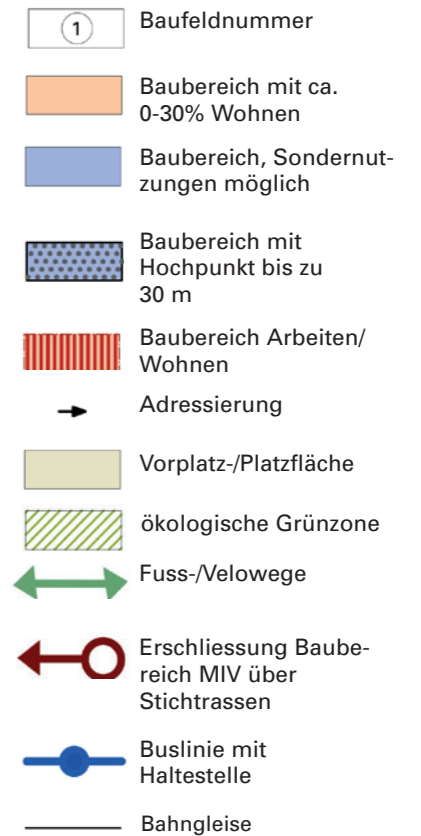 1
Baufeldnummer
Baubereich mit ca.
0-30% Wohnen
Baubereich, Sondernut-
zungen möglich
Baubereich mit
Hochpunkt bis zu
30 m
Baubereich Arbeiten/
Wohnen
Adressierung
Vorplatz-/Platzfläche
ökologische Grünzone
Fuss-/Velowege
Erschliessung Baube-
reich MIV über
Stichtrassen
Buslinie mit
Haltestelle
Bahngleise